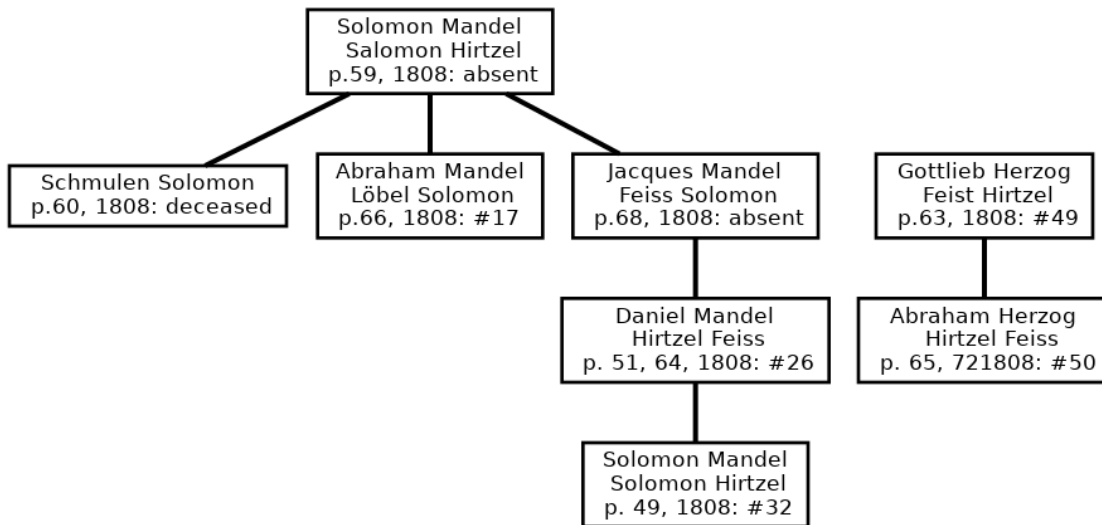 Solomon Mandel
Salomon Hirtzel
p.59, 1808: absent
Schmulen Solomon
p.60, 1808: deceased
Abraham Mandel
Löbel Solomon
p.66, 1808: #17
Jacques Mandel
Feiss Solomon
p.68, 1808: absent
Gottlieb Herzog
Feist Hirtzel
p.63, 1808: #49
Daniel Mandel
Hirtzel Feiss
p. 51, 64, 1808: #26
Abraham Herzog
Hirtzel Feiss
p. 65, 721808: #50
Solomon Mandel
Solomon Hirtzel
p. 49, 1808: #32